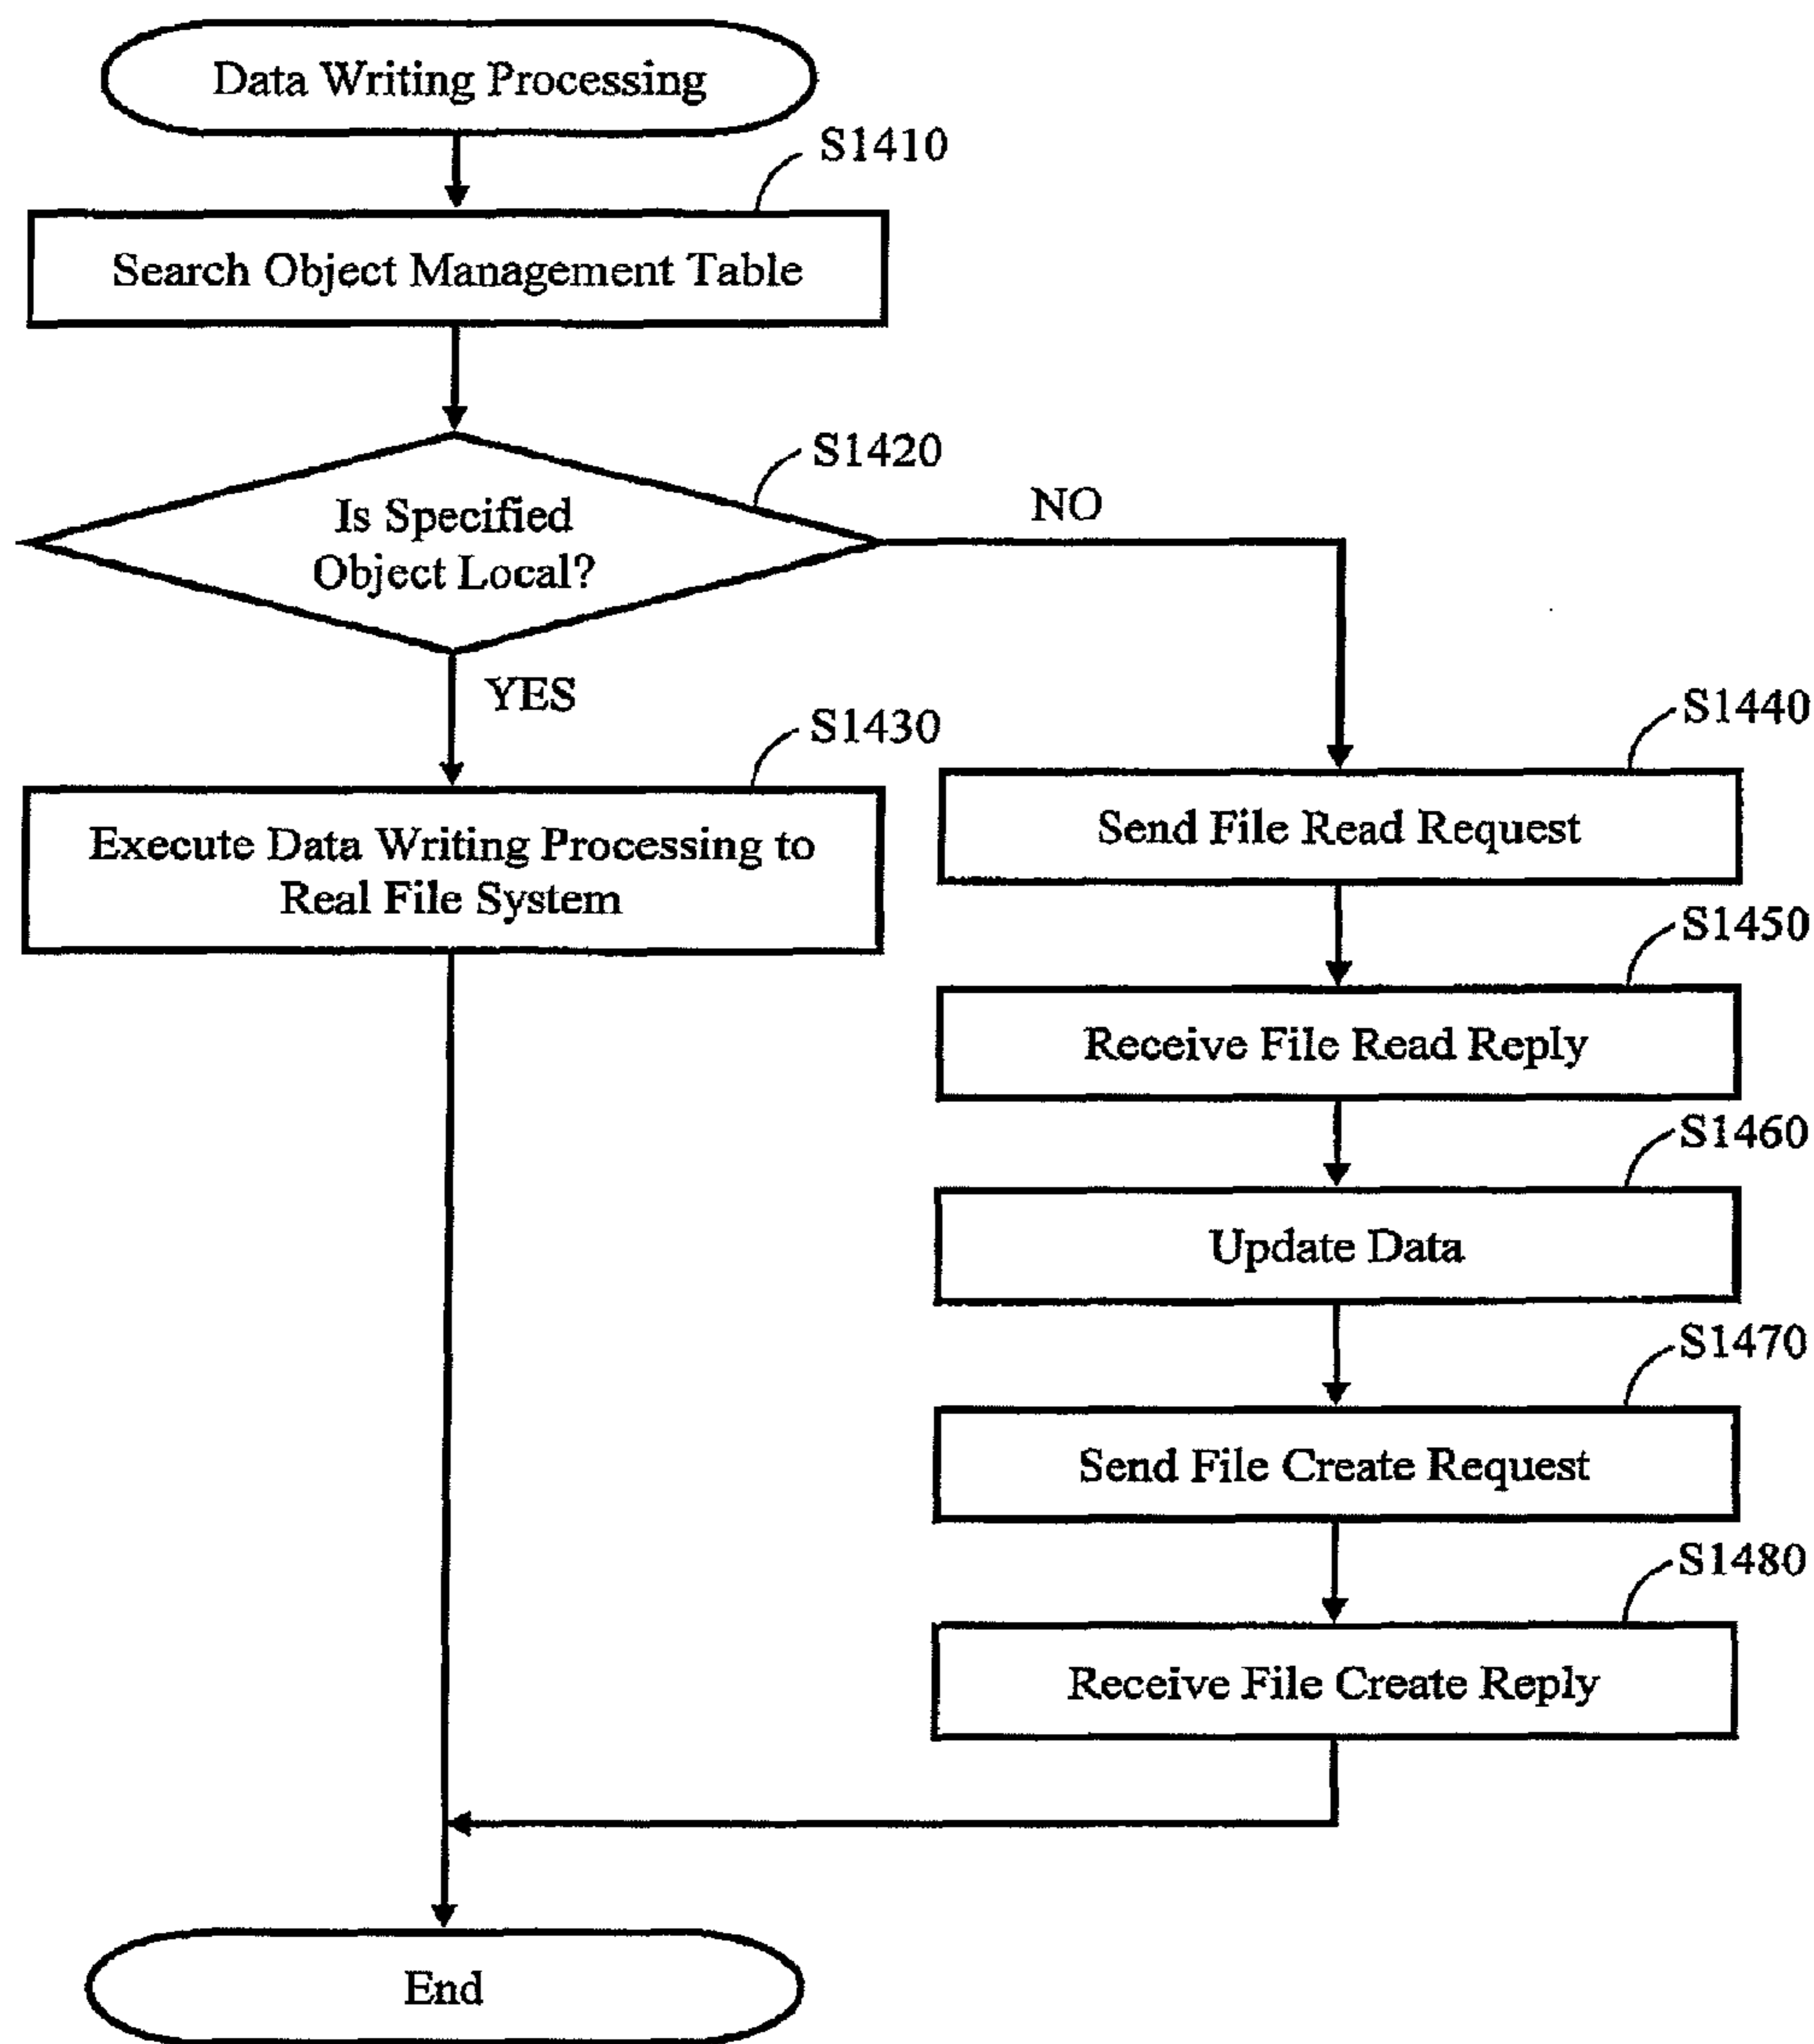 Data Writing Processing
S1410
Search Object Management Table
S1420
Is Specified
Object Local?
NO
YES
S1430
Execute Data Writing Processing to
Real File System
S1440
Send File Read Request
S1450
Receive File Read Reply
S1460
Update Data
S1470
Send File Create Request
S1480
Receive File Create Reply
End